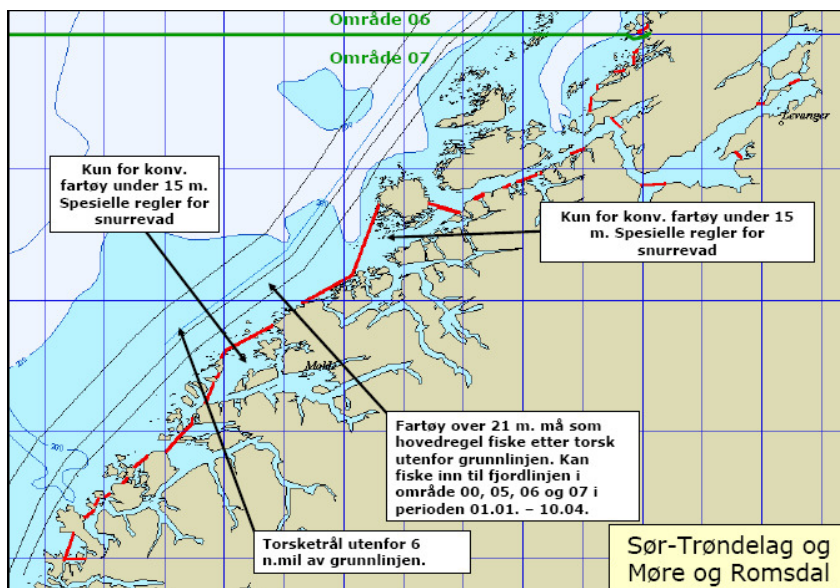 Område 06
Område 07
Levanger
Kun for konv.
fartøy under 15 m.
Spesielle regler for
snurrevad
Kun for konv. fartøy under 15
m. Spesielle regler for
snurrevad
Molde
Fartøy over 21 m. må som
hovedregel fiske etter torsk
utenfor grunnlinjen. Kan
fiske inn til fjordlinjen i
område 00, 05, 06 og 07 i
perioden 01.01. – 10.04.
Torsketrål utenfor 6
n.mil av grunnlinjen.
Sør-Trøndelag og
Møre og Romsdal